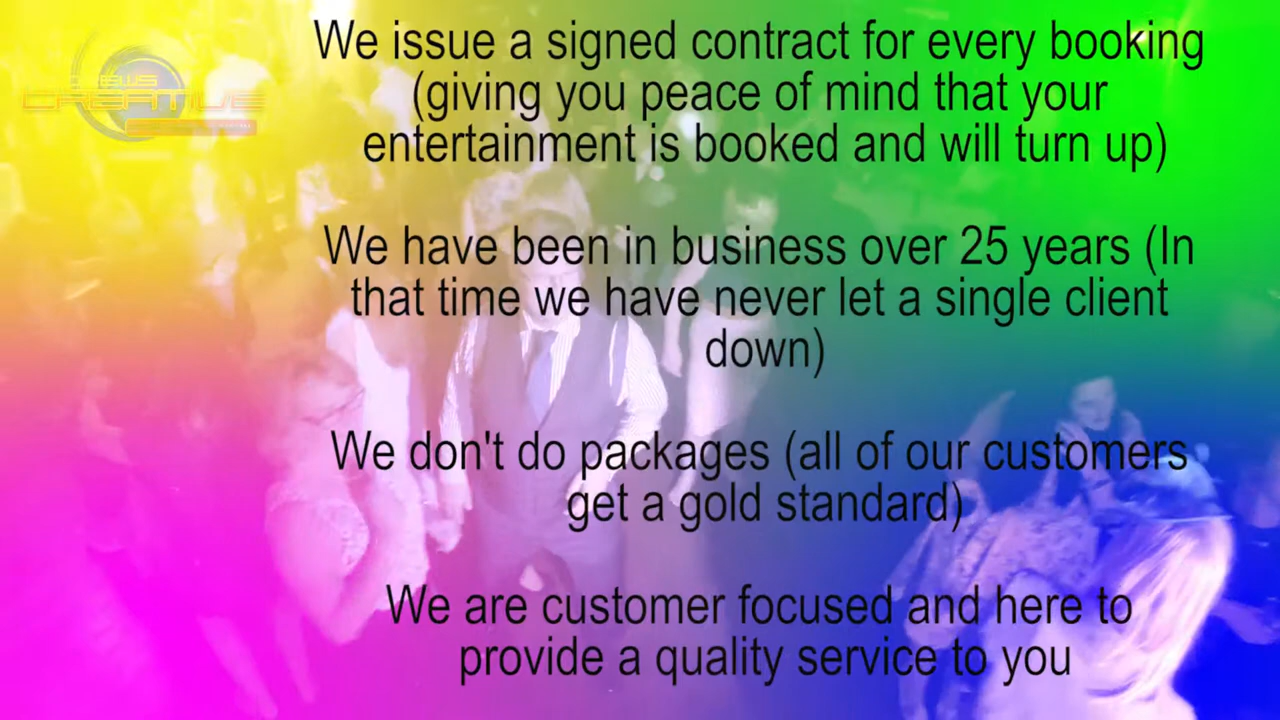 CREATIVE
We issue a signed contract for every booking
(giving you peace of mind that your
entertainment is booked and will turn up)
We have been in business over 25 years (In
that time we have never let a single client
down)
We don't do packages (all of our customers
get a gold standard)
We are customer focused and here to
provide a quality service to you